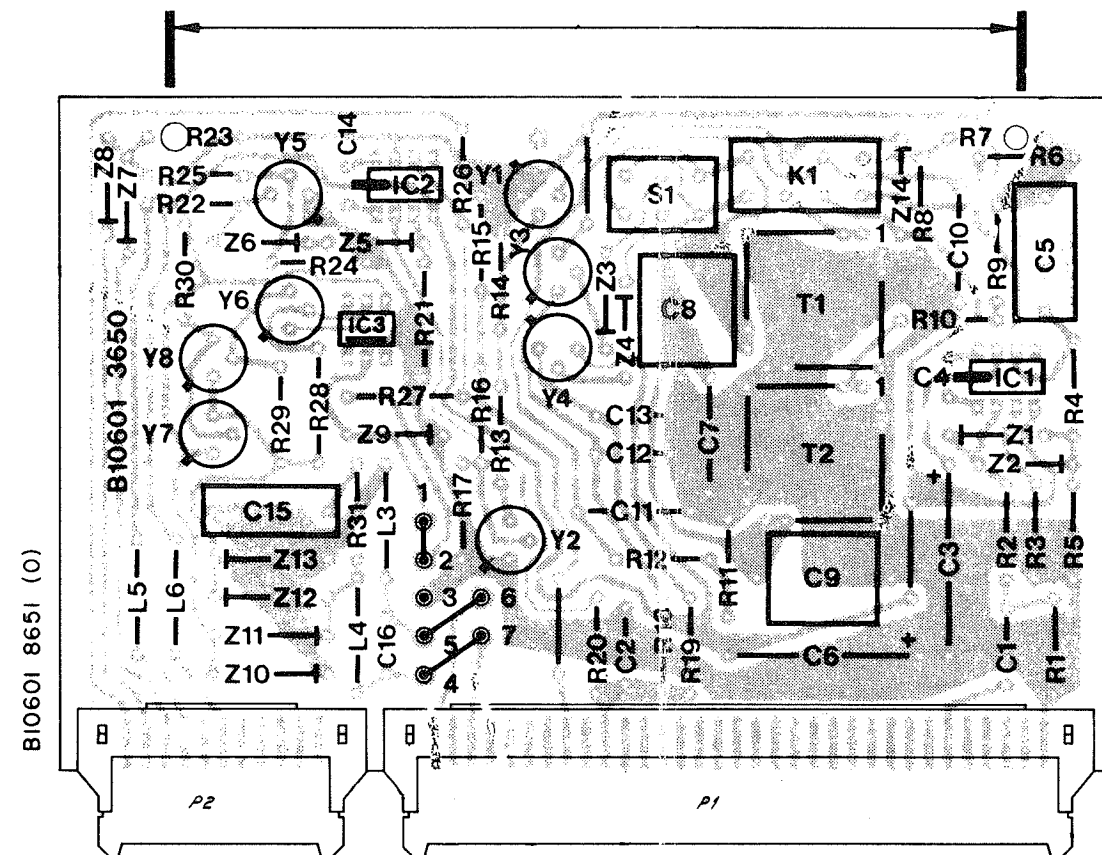 R23
Y5
C14
R7
R6
Z8
Z7
R25
R22
IC2
R26
Y1
S1
K1
Z14
R8
C10
R9
C5
Z6
Z5
R15
Y3
1
R30
R24
R14
Z3
C8
T1
Y6
IC3
R21
Z4
R10
Y8
Y4
C4
IC1
R4
B10601 3650
R29
R28
R27
R16
C13
C7
1
Y7
Z9
R13
C12
T2
Z1
Z2
+
C15
R31
L3
1
R17
C11
C3
R2
R3
R5
Z13
2
Y2
R12
R11
C9
L5
L6
Z12
3
6
Z11
L4
C16
5
7
R20
C2
R19
+
C1
R1
Z10
4
C6
B10601 8651 (0)
P2
P1